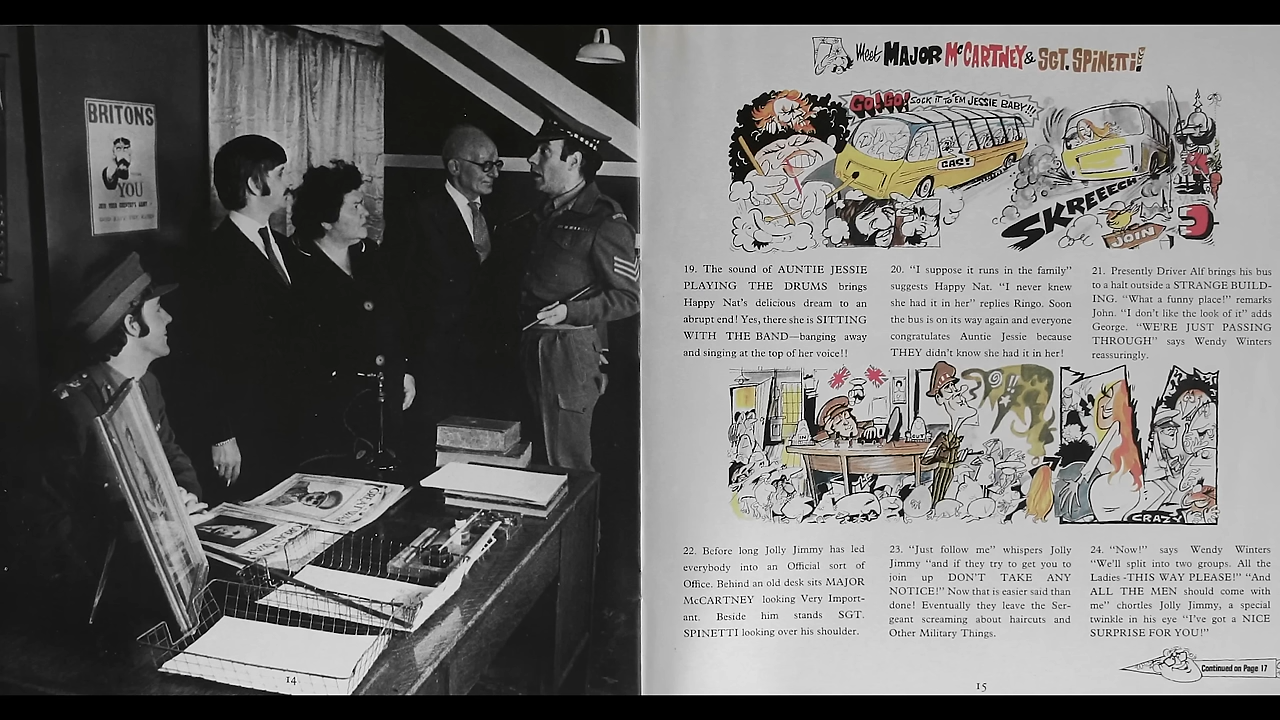 BRITONS
YOU
JOIN YOUR COUNTRY'S ARMY!
14
Meet MAJOR McCARTNEY & SGT. SPINETTI!
GO! GO! SOCK IT TO 'EM JESSIE BABY!!!
GAS!
SKREEECH
JOIN
19. The sound of AUNTIE JESSIE
PLAYING THE DRUMS brings
Happy Nat's delicious dream to an
abrupt end! Yes, there she is SITTING
WITH THE BAND—banging away
and singing at the top of her voice!!
20. "I suppose it runs in the family"
suggests Happy Nat. "I never knew
she had it in her" replies Ringo. Soon
the bus is on its way again and everyone
congratulates Auntie Jessie because
THEY didn't know she had it in her!
21. Presently Driver Alf brings his bus
to a halt outside a STRANGE BUILD-
ING. "What a funny place!" remarks
John. "I don't like the look of it" adds
George. "WE'RE JUST PASSING
THROUGH" says Wendy Winters
reassuringly.
CRAZY
22. Before long Jolly Jimmy has led
everybody into an Official sort of
Office. Behind an old desk sits MAJOR
McCARTNEY looking Very Import-
ant. Beside him stands SGT.
SPINETTI looking over his shoulder.
23. "Just follow me" whispers Jolly
Jimmy "and if they try to get you to
join up DON'T TAKE ANY
NOTICE!" Now that is easier said than
done! Eventually they leave the Ser-
geant screaming about haircuts and
Other Military Things.
24. "Now!" says Wendy Winters
"We'll split into two groups. All the
Ladies -THIS WAY PLEASE!" "And
ALL THE MEN should come with
me" chortles Jolly Jimmy, a special
twinkle in his eye "I've got a NICE
SURPRISE FOR YOU!"
Continued on Page 17
15